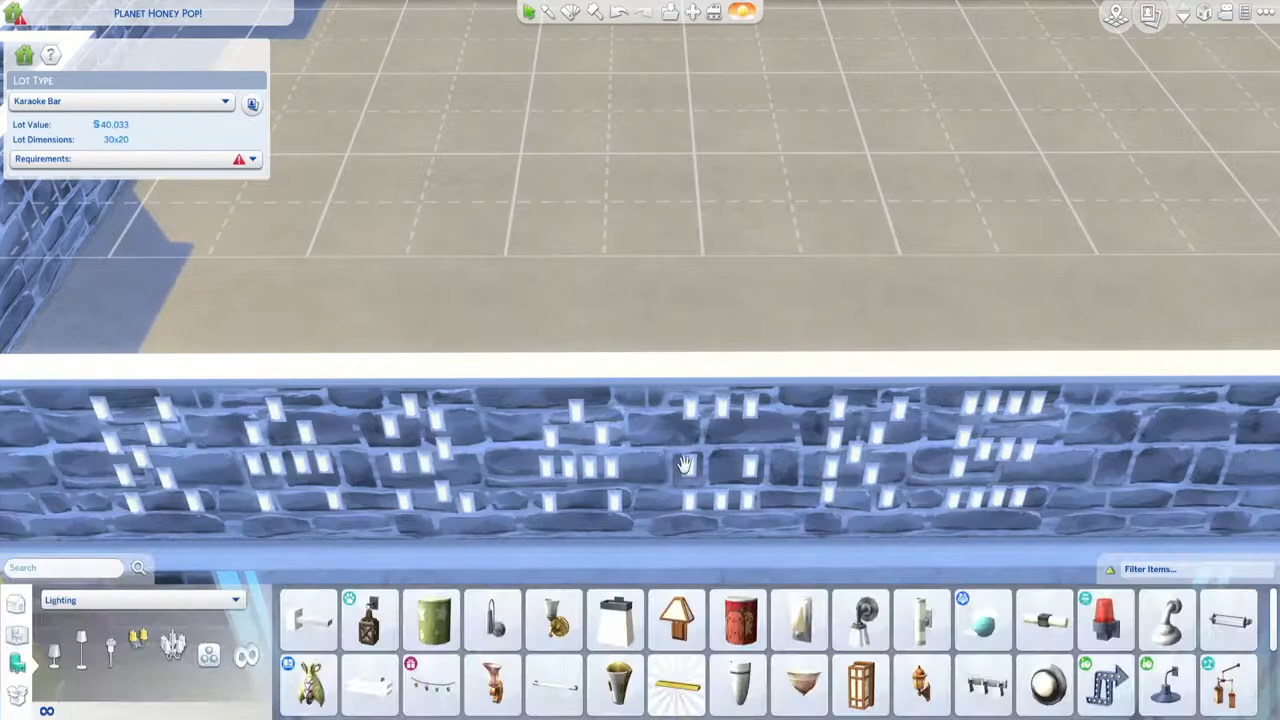 PLANET HONEY POP!
LOT TYPE
Karaoke Bar
Lot Value: §40,033
Lot Dimensions: 30x20
Requirements:
Search
Filter Items...
Lighting